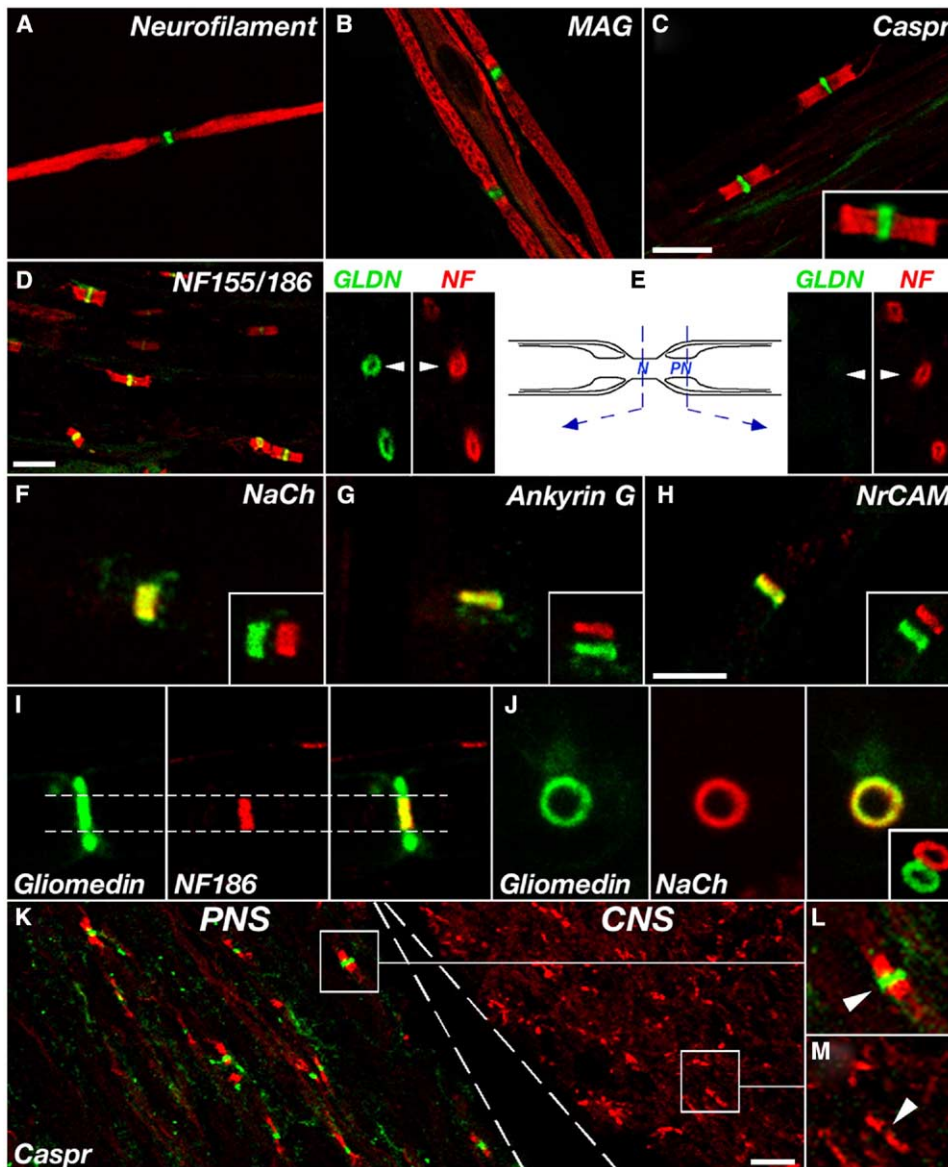 A
Neurofilament
B
MAG
C
Caspr
D
NF155/186
GLDN
NF
E
GLDN
NF
N
PN
F
NaCh
G
Ankyrin G
H
NrCAM
I
Gliomedin
NF186
J
Gliomedin
NaCh
K
PNS
CNS
Caspr
L
M